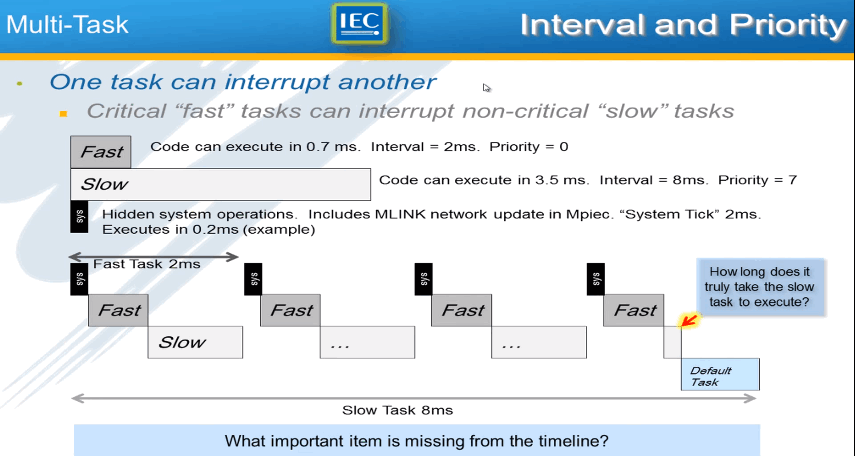 Multi-Task
IEC
Interval and Priority
One task can interrupt another
Critical “fast” tasks can interrupt non-critical “slow” tasks
Fast
Code can execute in 0.7 ms. Interval = 2ms. Priority = 0
Slow
Code can execute in 3.5 ms. Interval = 8ms. Priority = 7
sys
Hidden system operations. Includes MLINK network update in Mpiec. “System Tick” 2ms.
Executes in 0.2ms (example)
Fast Task 2ms
sys
sys
sys
sys
How long does it
truly take the slow
task to execute?
Fast
Fast
Fast
Fast
Slow
...
...
Default
Task
Slow Task 8ms
What important item is missing from the timeline?